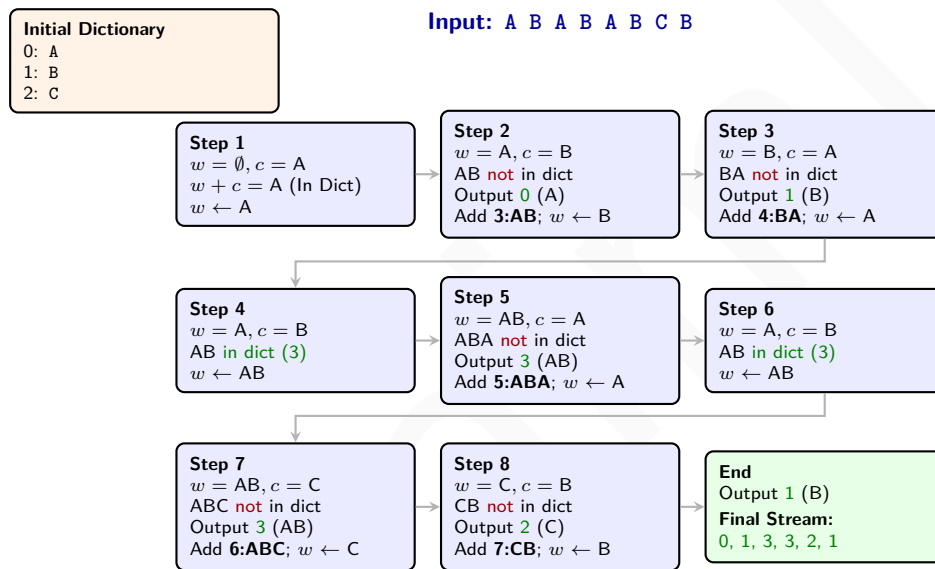 Input: A B A B A B C B
Initial Dictionary
0: A
1: B
2: C
Step 1
w = ∅, c = A
w + c = A (In Dict)
w ← A
Step 2
w = A, c = B
AB not in dict
Output 0 (A)
Add 3:AB; w ← B
Step 3
w = B, c = A
BA not in dict
Output 1 (B)
Add 4:BA; w ← A
Step 4
w = A, c = B
AB in dict (3)
w ← AB
Step 5
w = AB, c = A
ABA not in dict
Output 3 (AB)
Add 5:ABA; w ← A
Step 6
w = A, c = B
AB in dict (3)
w ← AB
Step 7
w = AB, c = C
ABC not in dict
Output 3 (AB)
Add 6:ABC; w ← C
Step 8
w = C, c = B
CB not in dict
Output 2 (C)
Add 7:CB; w ← B
End
Output 1 (B)
Final Stream:
0, 1, 3, 3, 2, 1